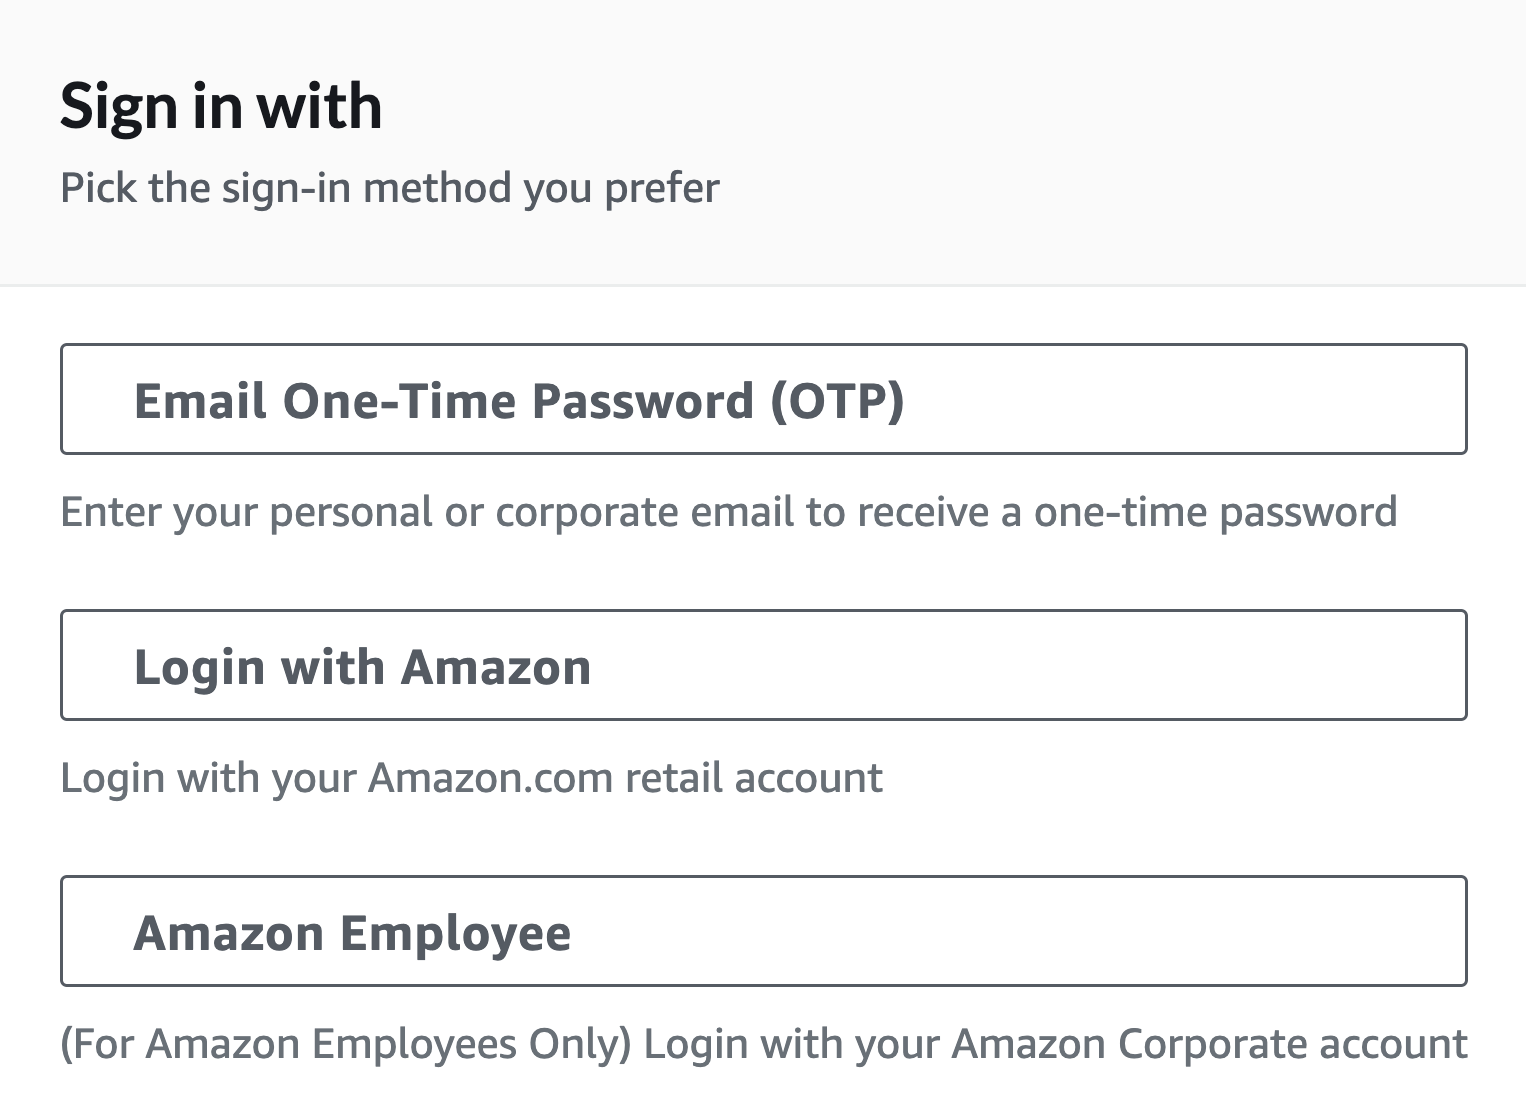 Sign in with
Pick the sign-in method you prefer
Email One-Time Password (OTP)
Enter your personal or corporate email to receive a one-time password
Login with Amazon
Login with your Amazon.com retail account
Amazon Employee
(For Amazon Employees Only) Login with your Amazon Corporate account